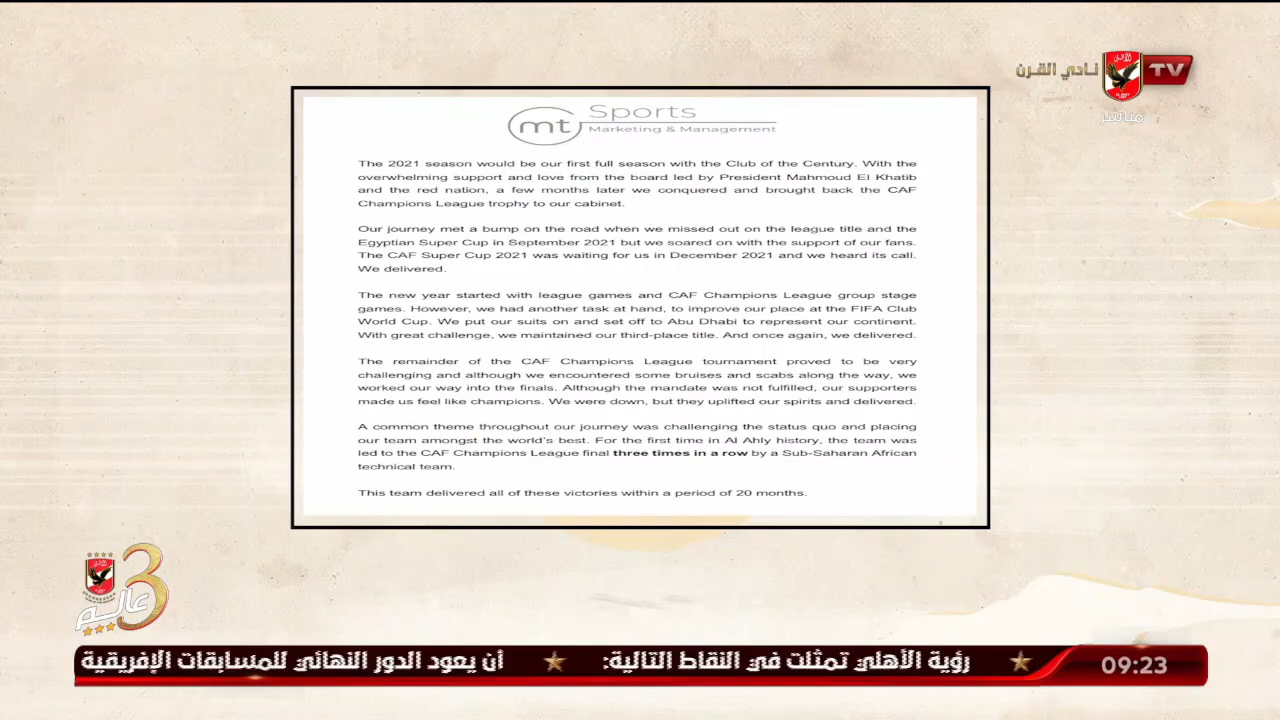 نادي القرن
TV
مباشر
mt
Sports
Marketing & Management
The 2021 season would be our first full season with the Club of the Century. With the
overwhelming support and love from the board led by President Mahmoud El Khatib
and the red nation, a few months later we conquered and brought back the CAF
Champions League trophy to our cabinet.
Our journey met a bump on the road when we missed out on the league title and the
Egyptian Super Cup in September 2021 but we soared on with the support of our fans.
The CAF Super Cup 2021 was waiting for us in December 2021 and we heard its call.
We delivered.
The new year started with league games and CAF Champions League group stage
games. However, we had another task at hand, to improve our place at the FIFA Club
World Cup. We put our suits on and set off to Abu Dhabi to represent our continent.
With great challenge, we maintained our third-place title. And once again, we delivered.
The remainder of the CAF Champions League tournament proved to be very
challenging and although we encountered some bruises and scabs along the way, we
worked our way into the finals. Although the mandate was not fulfilled, our supporters
made us feel like champions. We were down, but they uplifted our spirits and delivered.
A common theme throughout our journey was challenging the status quo and placing
our team amongst the world's best. For the first time in Al Ahly history, the team was
led to the CAF Champions League final three times in a row by a Sub-Saharan African
technical team.
This team delivered all of these victories within a period of 20 months.
3
عالم
رؤية الأهلي تمثلت في النقاط التالية: أن يعود الدور النهائي للمسابقات الإفريقية
09:23